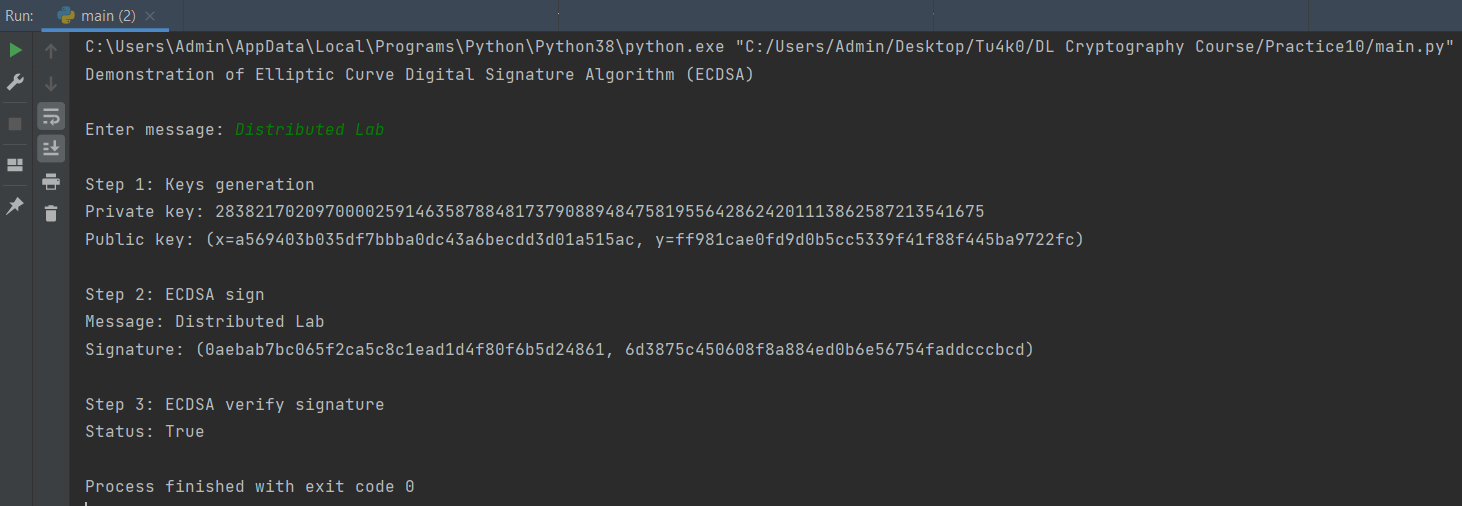 Run: main (2)
C:\Users\Admin\AppData\Local\Programs\Python\Python38\python.exe "C:/Users/Admin/Desktop/Tu4k0/DL Cryptography Course/Practice10/main.py"
Demonstration of Elliptic Curve Digital Signature Algorithm (ECDSA)
Enter message: Distributed Lab
Step 1: Keys generation
Private key: 28382170209700002591463587884817379088948475819556428624201113862587213541675
Public key: (x=a569403b035df7bbba0dc43a6becdd3d01a515ac, y=ff981cae0fd9d0b5cc5339f41f88f445ba9722fc)
Step 2: ECDSA sign
Message: Distributed Lab
Signature: (0aebab7bc065f2ca5c8c1ead1d4f80f6b5d24861, 6d3875c450608f8a884ed0b6e56754faddcccbcd)
Step 3: ECDSA verify signature
Status: True
Process finished with exit code 0